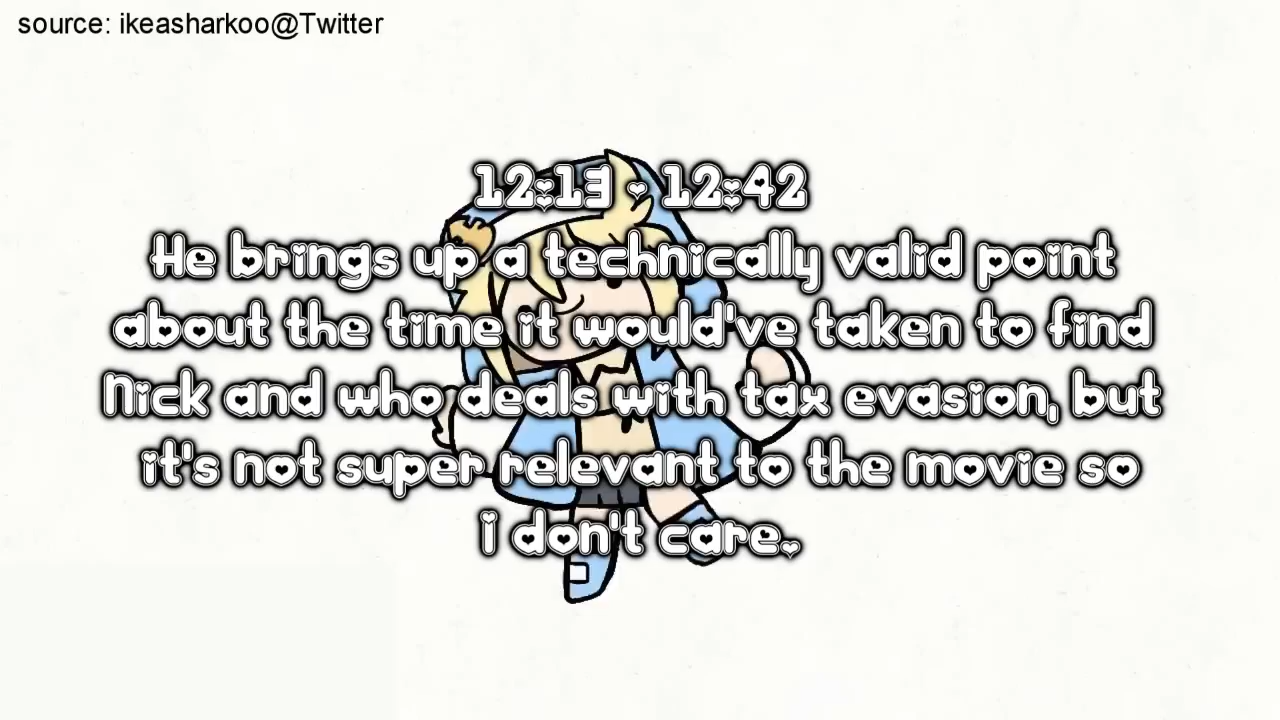 source: ikeasharkoo@Twitter
12:13 - 12:42
He brings up a technically valid point
about the time it would've taken to find
Nick and who deals with tax evasion, but
it's not super relevant to the movie so
i don't care.